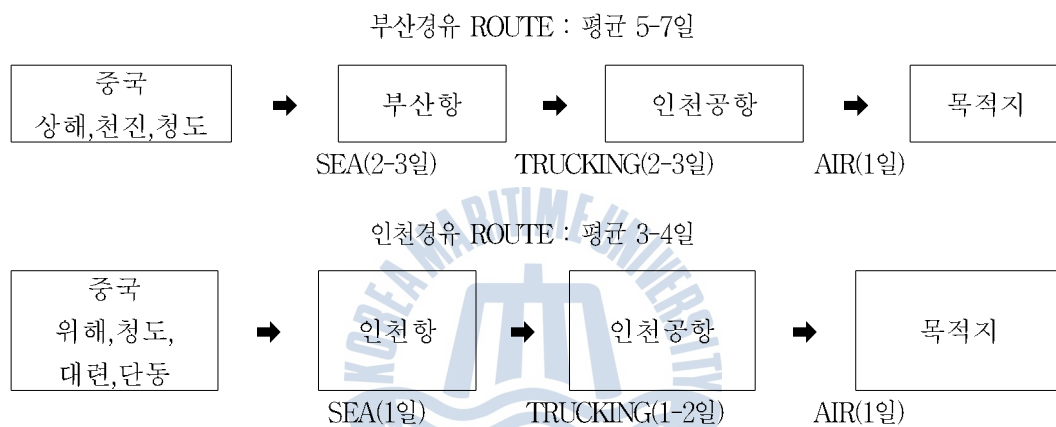 부산경유 ROUTE : 평균 5-7일
중국
상해,천진,청도
부산항
인천공항
목적지
SEA(2-3일)
TRUCKING(2-3일)
AIR(1일)
인천경유 ROUTE : 평균 3-4일
중국
위해,청도,
대련,단동
인천항
인천공항
목적지
SEA(1일)
TRUCKING(1-2일)
AIR(1일)
KOREA MARITIME UNIVERSITY